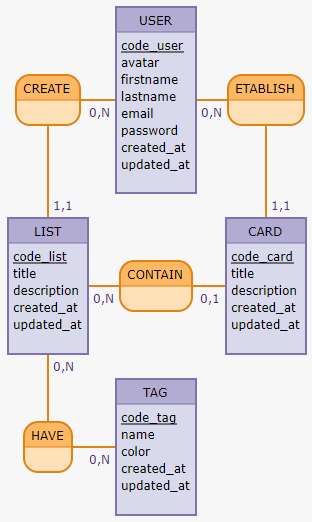 USER
code_user
avatar
firstname
lastname
email
password
created_at
updated_at
CREATE
0,N
0,N
ETABLISH
1,1
1,1
LIST
code_list
title
description
created_at
updated_at
CONTAIN
0,N
0,1
CARD
code_card
title
description
created_at
updated_at
0,N
HAVE
0,N
TAG
code_tag
name
color
created_at
updated_at